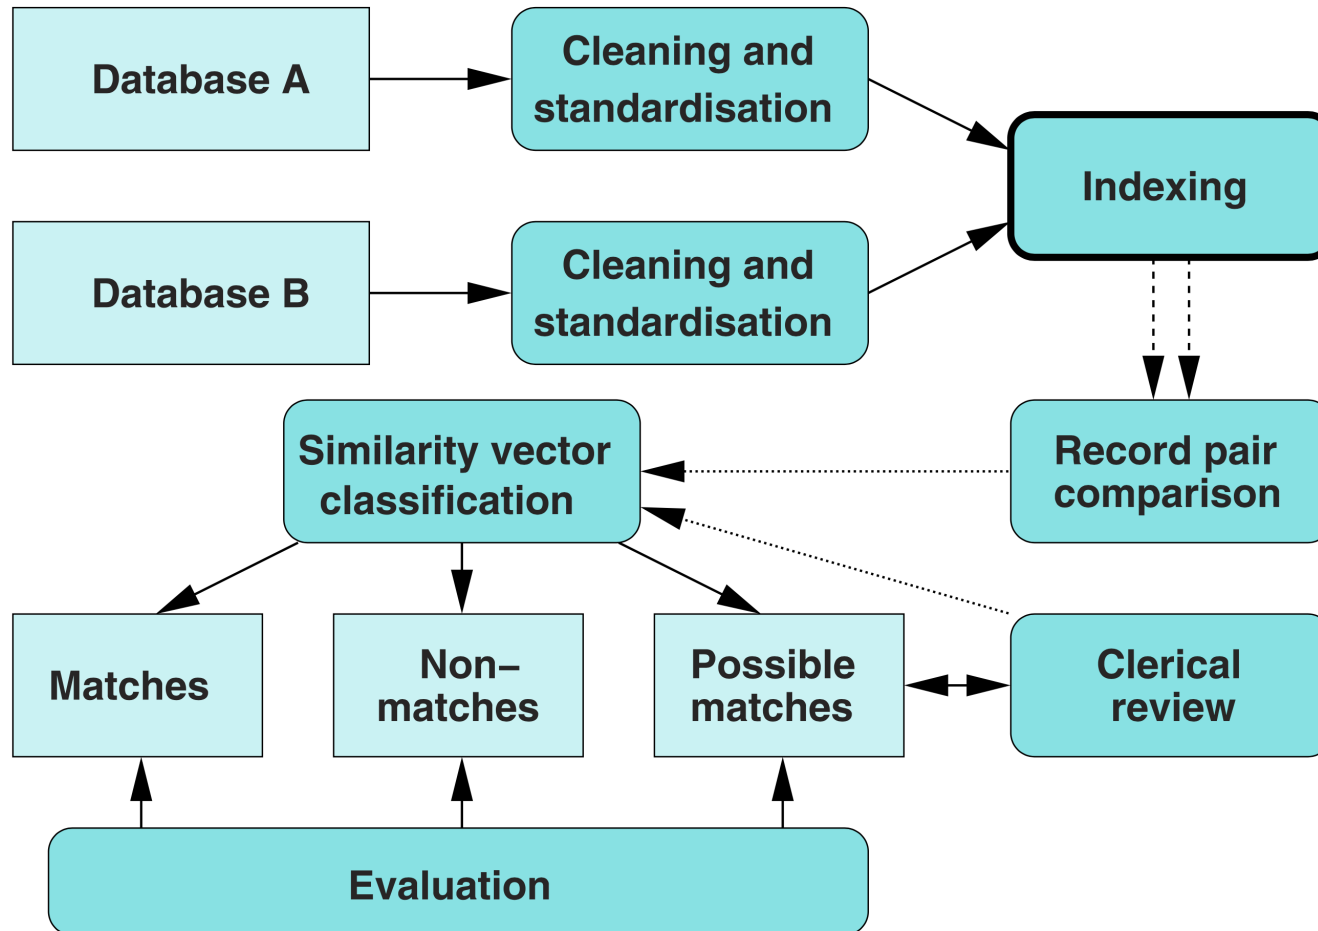 Database A
Cleaning and
standardisation
Indexing
Database B
Cleaning and
standardisation
Similarity vector
classification
Record pair
comparison
Matches
Non–
matches
Possible
matches
Clerical
review
Evaluation